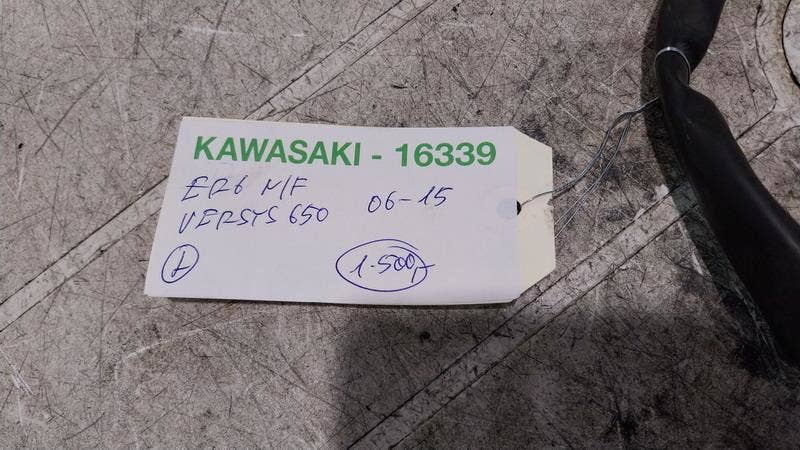 KAWASAKI - 16339
ER6 N/F
VERSYS 650 06-15
1.500,-